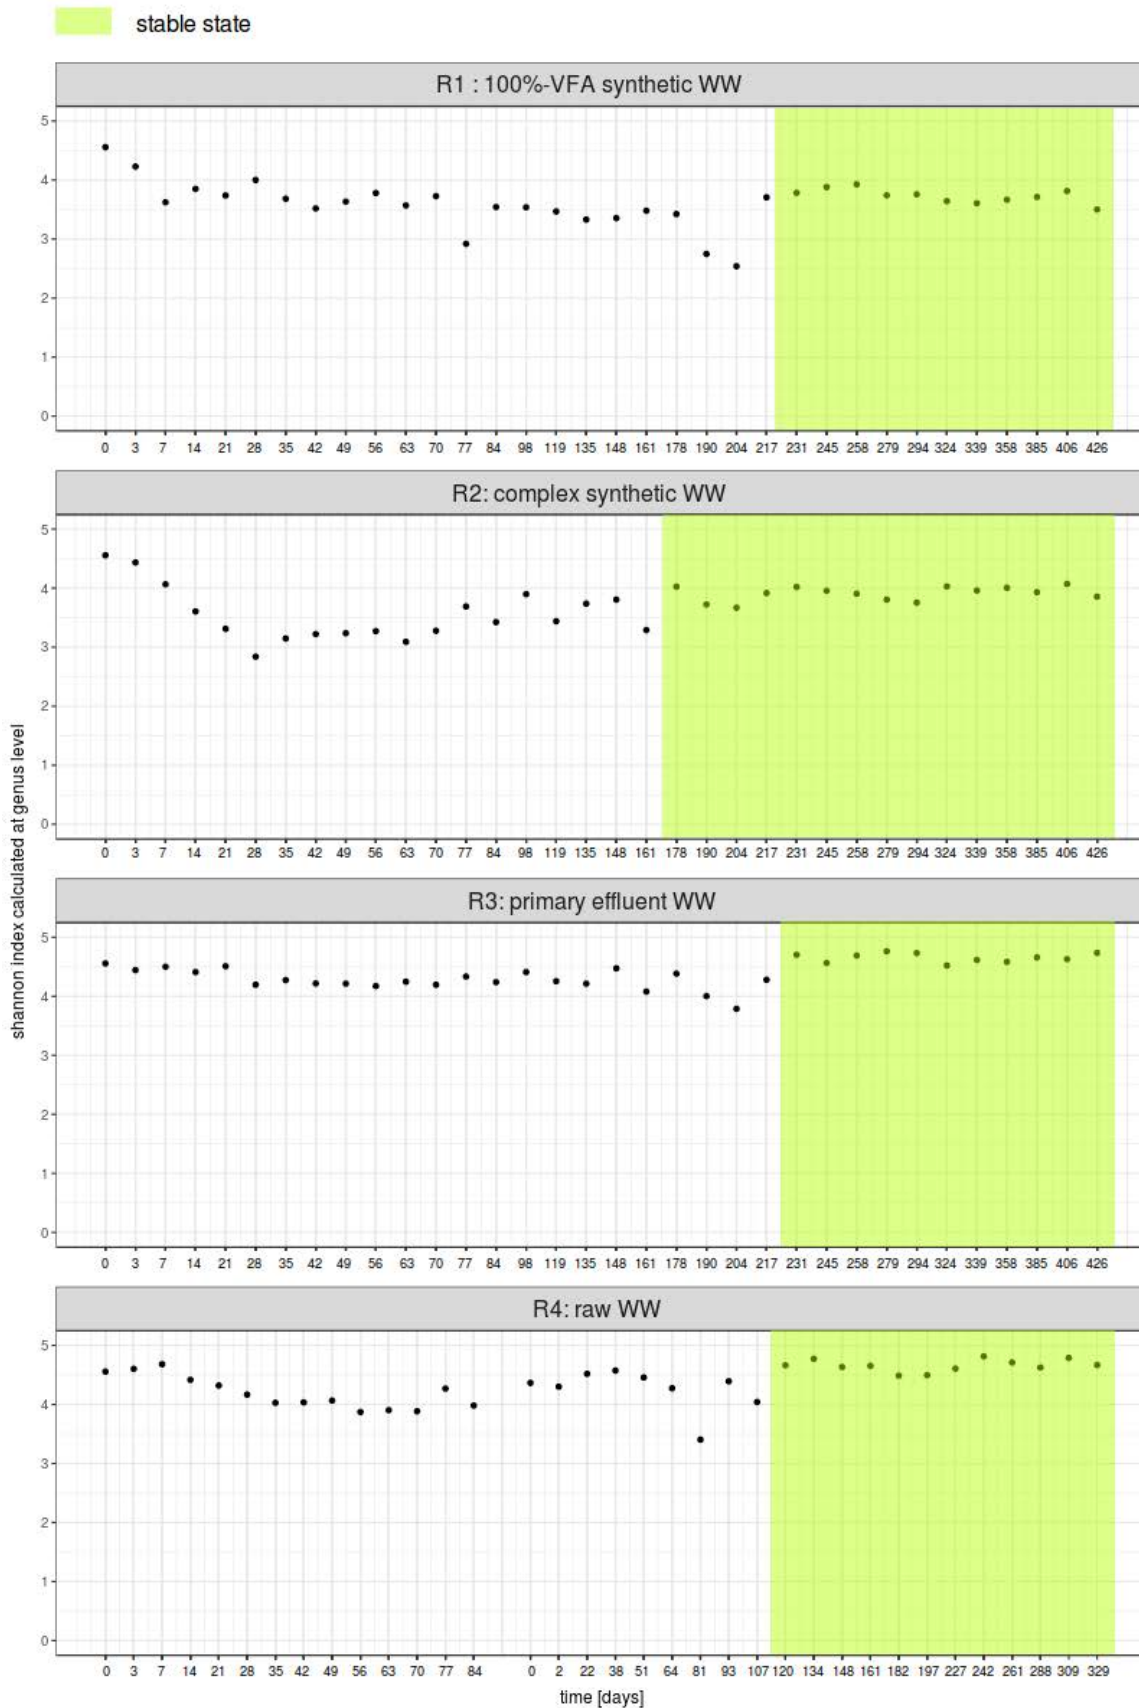 stable state
R1 : 100%-VFA synthetic WW
5
4
3
2
1
0
0 3 7 14 21 28 35 42 49 56 63 70 77 84 98 119 135 148 161 178 190 204 217 231 245 258 279 294 324 339 358 385 406 426
R2: complex synthetic WW
5
4
3
2
1
0
0 3 7 14 21 28 35 42 49 56 63 70 77 84 98 119 135 148 161 178 190 204 217 231 245 258 279 294 324 339 358 385 406 426
shannon index calculated at genus level
R3: primary effluent WW
5
4
3
2
1
0
0 3 7 14 21 28 35 42 49 56 63 70 77 84 98 119 135 148 161 178 190 204 217 231 245 258 279 294 324 339 358 385 406 426
R4: raw WW
5
4
3
2
1
0
0 3 7 14 21 28 35 42 49 56 63 70 77 84 0 2 22 38 51 64 81 93 107 120 134 148 161 182 197 227 242 261 288 309 329
time [days]